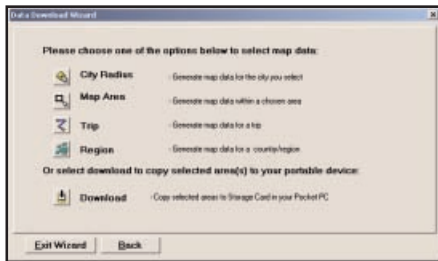 Data Download Wizard
Please choose one of the options below to select map data:
City Radius - Generate map data for the city you select
Map Area - Generate map data within a chosen area
Trip - Generate map data for a trip
Region - Generate map data for a country/region.
Or select download to copy selected area(s) to your portable device:
Download - Copy selected areas to Storage Card in your Pocket PC
Exit Wizard Back